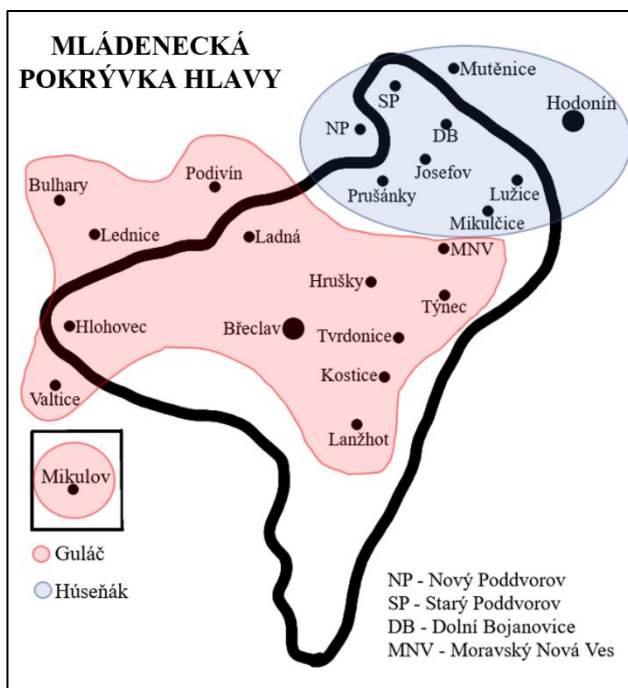 MLÁDENECKÁ
POKRÝVKA HLAVY
Mutěnice
SP
Hodonín
NP
DB
Josefov
Podivín
Bulhary
Prušánky
Lužice
Mikulčice
Lednice
Ladná
MNV
Hrušky
Týnec
Hlohovec
Břeclav
Tvrdonice
Kostice
Valtice
Lanžhot
Mikulov
Guláč
Húseňák
NP - Nový Poddvorov
SP - Starý Poddvorov
DB - Dolní Bojanovice
MNV - Moravský Nová Ves